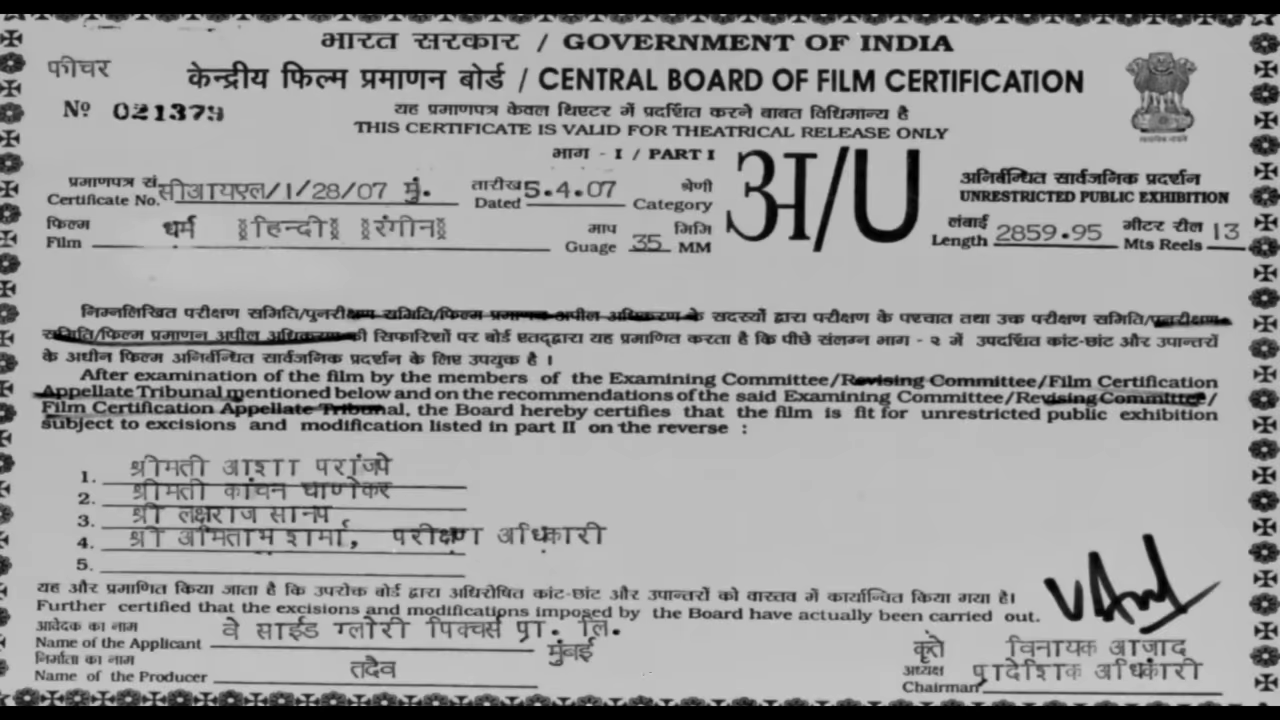 भारत सरकार / GOVERNMENT OF INDIA
फीचर
केन्द्रीय फिल्म प्रमाणन बोर्ड / CENTRAL BOARD OF FILM CERTIFICATION
Nº 021379
यह प्रमाणपत्र केवल थिएटर में प्रदर्शित करने बाबत विधिमान्य है
THIS CERTIFICATE IS VALID FOR THEATRICAL RELEASE ONLY
भाग - I / PART I
प्रमाणपत्र सं. सीआयएल/1/28/07 मुं. तारीख 5.4.07 श्रेणी अ/U अनिर्बन्धित सार्वजनिक प्रदर्शन
Certificate No. Dated Category UNRESTRICTED PUBLIC EXHIBITION
फिल्म धर्म हिन्दी रंगीन माप मिमि लंबाई 2859.95 मीटर रील 13
Film Guage 35 MM Length Mts Reels
निम्नलिखित परीक्षण समिति/पुनरीक्षण समिति/फिल्म प्रमाणन अपील अधिकरण के सदस्यों द्वारा परीक्षण के पश्चात तथा उक्त परीक्षण समिति/पुनरीक्षण
समिति/फिल्म प्रमाणन अपील अधिकरण की सिफारिशों पर बोर्ड एतद्द्वारा यह प्रमाणित करता है कि पीछे संलग्न भाग - २ में उपदर्शित कांट-छांट और उपान्तरों
के अधीन फिल्म अनिर्बन्धित सार्वजनिक प्रदर्शन के लिए उपयुक्त है ।
After examination of the film by the members of the Examining Committee/Revising Committee/Film Certification
Appellate Tribunal mentioned below and on the recommendations of the said Examining Committee/Revising Committee/
Film Certification Appellate Tribunal, the Board hereby certifies that the film is fit for unrestricted public exhibition
subject to excisions and modification listed in part II on the reverse :
1. श्रीमती आशा परांजपे
2. श्रीमती कांचन धाणोकर
3. श्री लक्षराज सानप
4. श्री अमिताभ शर्मा, परीक्षण अधिकारी
5.
यह और प्रमाणित किया जाता है कि उपरोक्त बोर्ड द्वारा अधिरोपित कांट-छांट और उपान्तरों को वास्तव में कार्यान्वित किया गया है।
Further certified that the excisions and modifications imposed by the Board have actually been carried out.
आवेदक का नाम वे साईड ग्लोरी पिक्चर्स प्रा. लि.
Name of the Applicant मुंबई
निर्माता का नाम तदैव
Name of the Producer
कृते विनायक आजाद
अध्यक्ष प्रादेशिक अधिकारी
Chairman